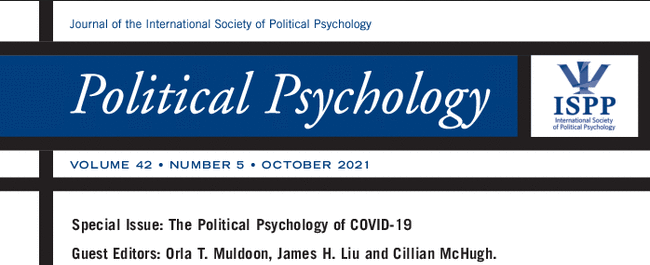 Journal of the International Society of Political Psychology
Political Psychology
ISPP
International Society
of Political Psychology
VOLUME 42 • NUMBER 5 • OCTOBER 2021
Special Issue: The Political Psychology of COVID-19
Guest Editors: Orla T. Muldoon, James H. Liu and Cillian McHugh.